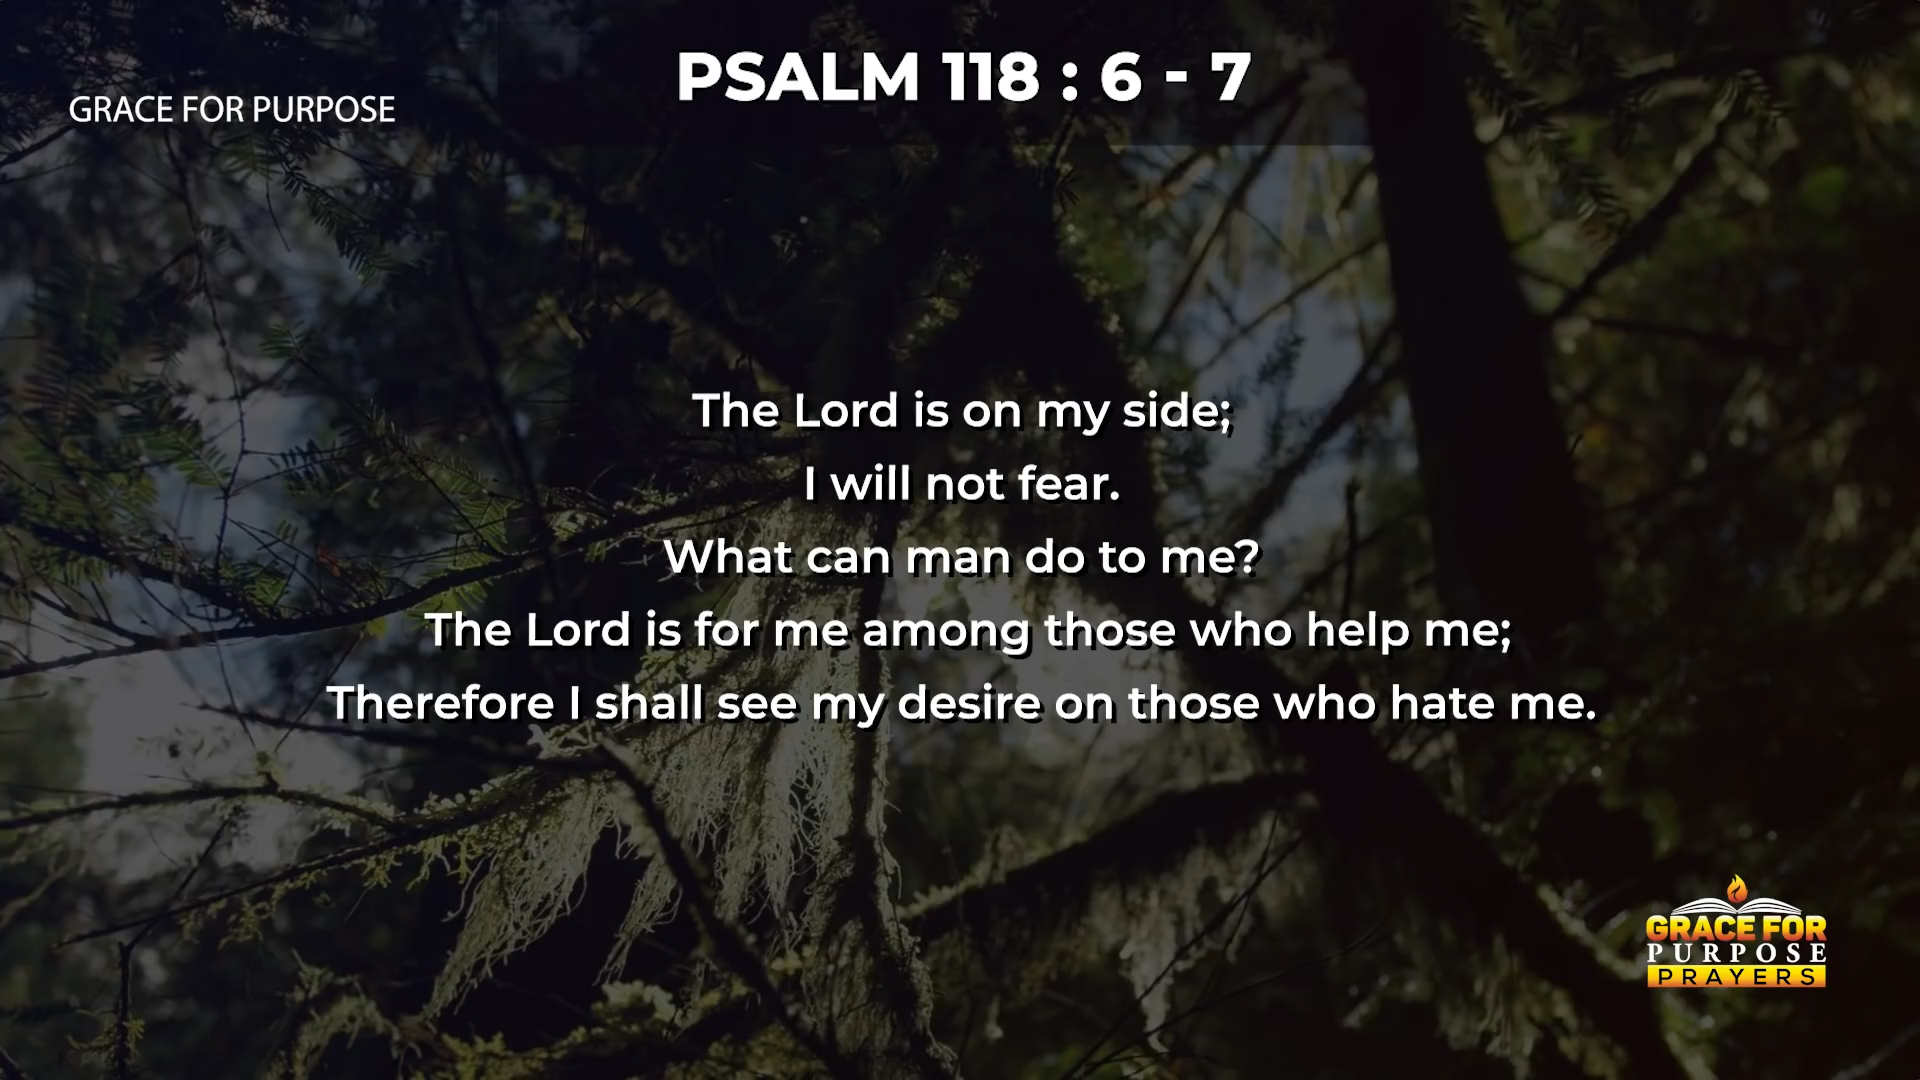 PSALM 118 : 6 - 7
GRACE FOR PURPOSE
The Lord is on my side;
I will not fear.
What can man do to me?
The Lord is for me among those who help me;
Therefore I shall see my desire on those who hate me.
GRACE FOR
PURPOSE
PRAYERS